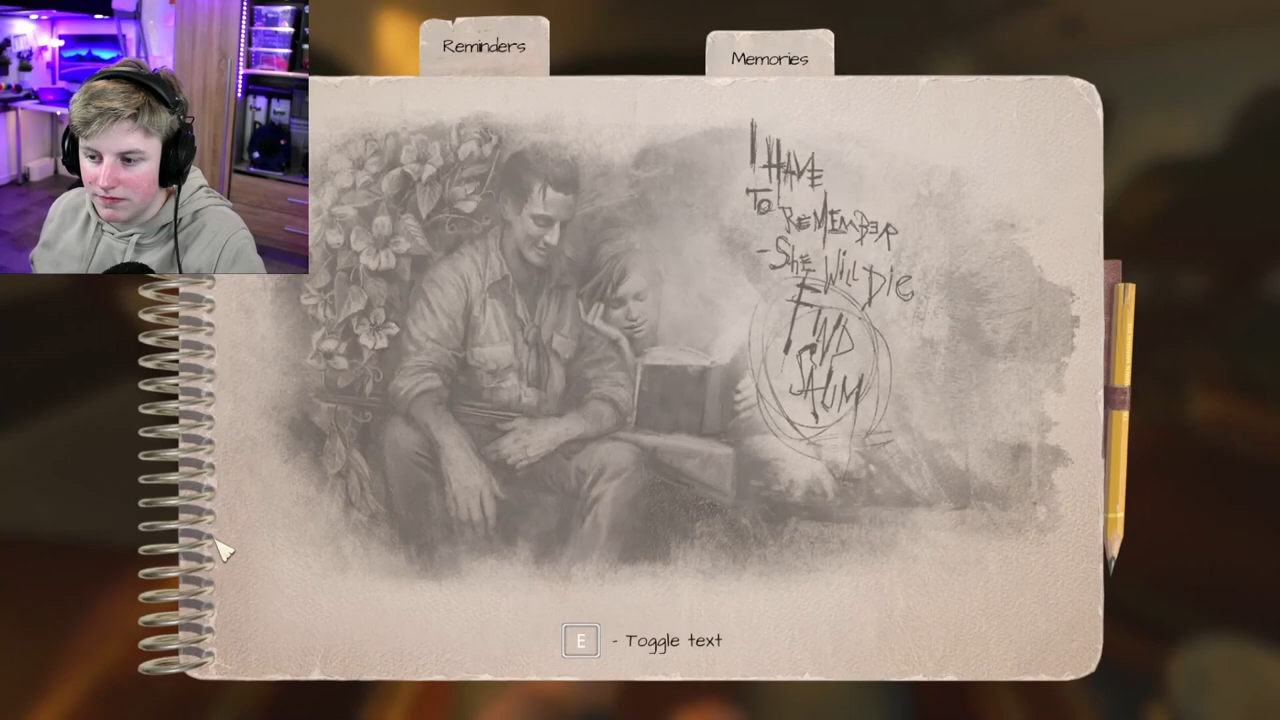 Reminders
Memories
I HAVE
TO REMEMBER
- SHE WILL DIE
FIND
SALIM
E - Toggle text